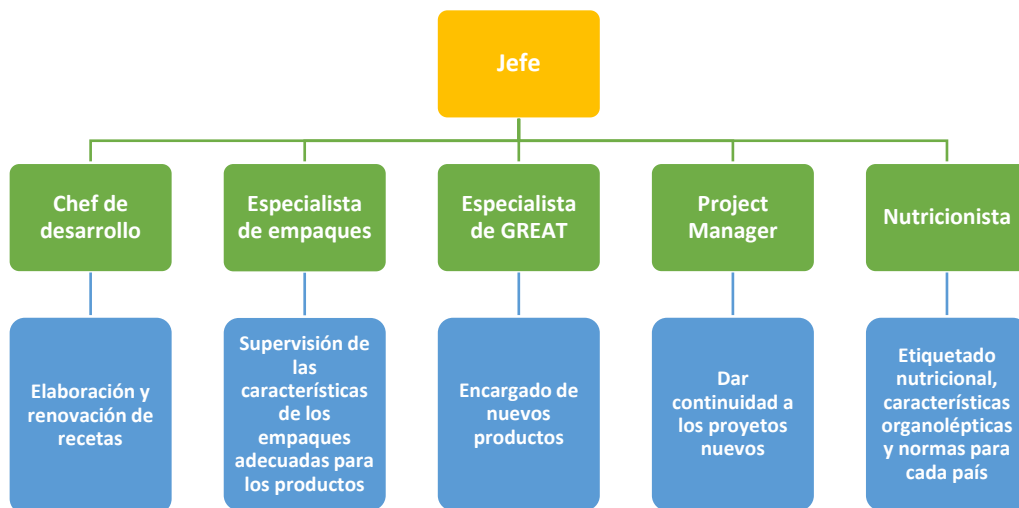 Jefe
Chef de
desarrollo
Especialista
de empaques
Especialista
de GREAT
Project
Manager
Nutricionista
Elaboración y
renovación de
recetas
Supervisión de
las
características
de los
empaques
adecuadas para
los productos
Encargado de
nuevos
productos
Dar
continuidad a
los proyetos
nuevos
Etiquetado
nutricional,
características
organolépticas
y normas para
cada país